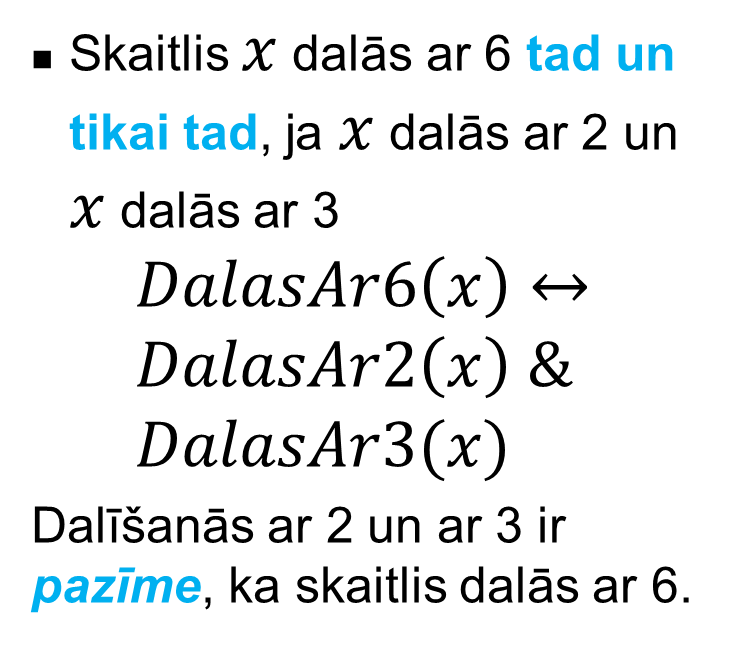 ▪ Skaitlis 𝑥 dalās ar 6 tad un
tikai tad, ja 𝑥 dalās ar 2 un
𝑥 dalās ar 3
𝐷𝑎𝑙𝑎𝑠𝐴𝑟6(𝑥) ↔
𝐷𝑎𝑙𝑎𝑠𝐴𝑟2(𝑥) &
𝐷𝑎𝑙𝑎𝑠𝐴𝑟3(𝑥)
Dalīšanās ar 2 un ar 3 ir
pazīme, ka skaitlis dalās ar 6.